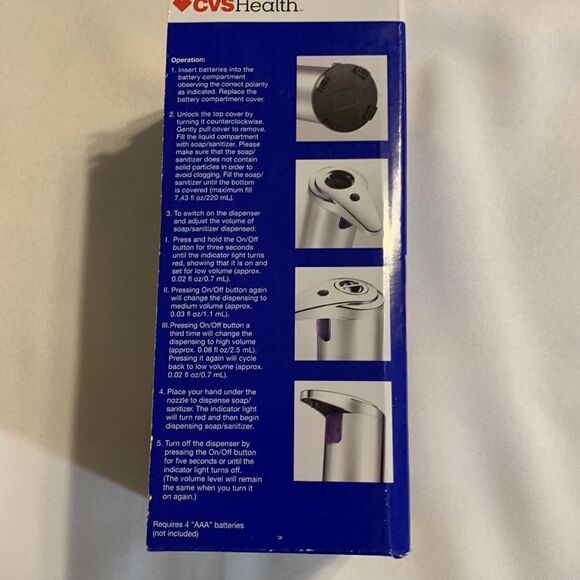 CVSHealth™
Operation:
1. Insert batteries into the
battery compartment
observing the correct polarity
as indicated. Replace the
battery compartment cover.
2. Unlock the top cover by
turning it counterclockwise.
Gently pull cover to remove.
Fill the liquid compartment
with soap/sanitizer. Please
make sure that the soap/
sanitizer does not contain
solid particles in order to
avoid clogging. Fill the soap/
sanitizer until the bottom
is covered (maximum fill
7.43 fl oz/220 mL).
3. To switch on the dispenser
and adjust the volume of
soap/sanitizer dispensed:
I. Press and hold the On/Off
button for three seconds
until the indicator light turns
red, showing that it is on and
set for low volume (approx.
0.02 fl oz/0.7 mL).
II. Pressing On/Off button again
will change the dispensing to
medium volume (approx.
0.03 fl oz/1.1 mL).
III. Pressing On/Off button a
third time will change the
dispensing to high volume
(approx. 0.08 fl oz/2.5 mL).
Pressing it again will cycle
back to low volume (approx.
0.02 fl oz/0.7 mL).
4. Place your hand under the
nozzle to dispense soap/
sanitizer. The indicator light
will turn red and then begin
dispensing soap/sanitizer.
5. Turn off the dispenser by
pressing the On/Off button
for five seconds or until the
indicator light turns off.
(The volume level will remain
the same when you turn it
on again.)
Requires 4 "AAA" batteries
(not included)